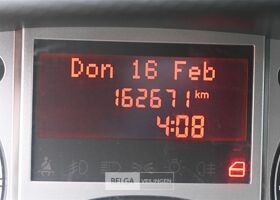 Don 16 Feb
162671 km
4:08
BELGA VEILINGEN